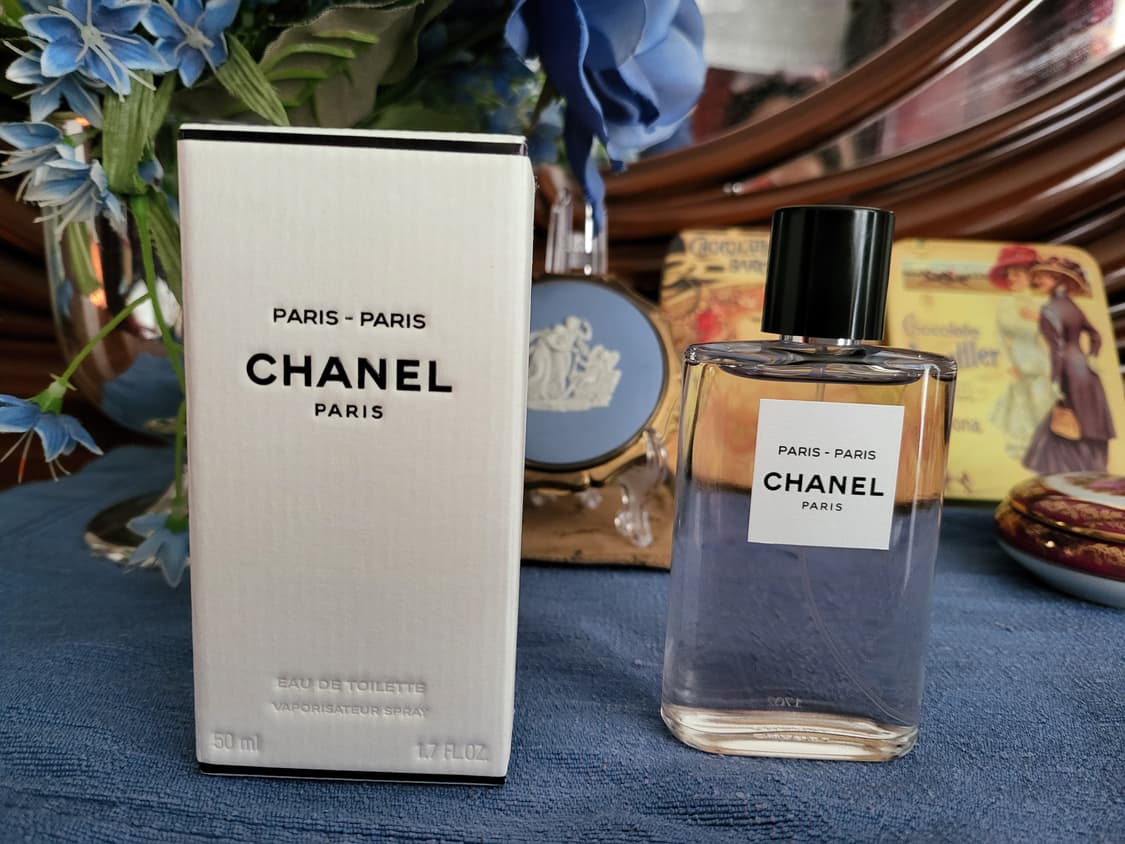 PARIS - PARIS
CHANEL
PARIS
EAU DE TOILETTE
VAPORISATEUR SPRAY
50 ml 1.7 FL.OZ.
PARIS - PARIS
CHANEL
PARIS